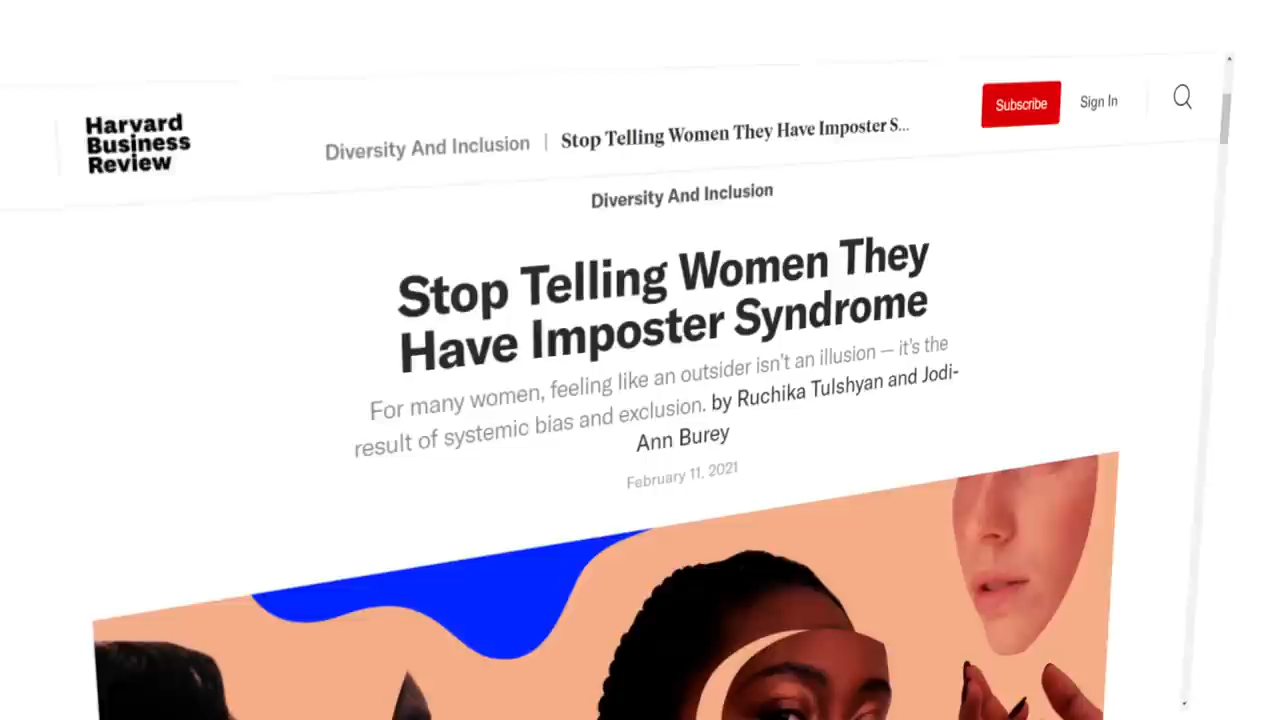 Harvard
Business
Review
Diversity And Inclusion | Stop Telling Women They Have Imposter S...
Subscribe
Sign In
Diversity And Inclusion
Stop Telling Women They
Have Imposter Syndrome
For many women, feeling like an outsider isn't an illusion — it's the
result of systemic bias and exclusion. by Ruchika Tulshyan and Jodi-
Ann Burey
February 11, 2021